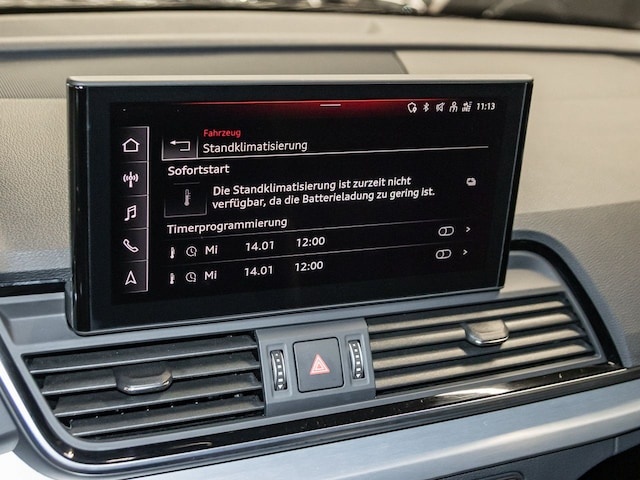 11:13
Fahrzeug
Standklimatisierung
Sofortstart
Die Standklimatisierung ist zurzeit nicht
verfügbar, da die Batterieladung zu gering ist.
Timerprogrammierung
Mi 14.01 12:00
Mi 14.01 12:00